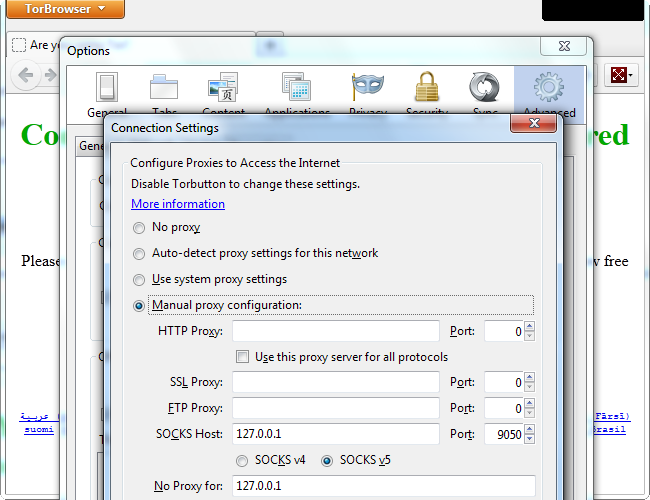 TorBrowser
Are yo
Options
General Tabs Content Applications Privacy Security Sync Advanced
Connection Settings
Co red
Gene
Configure Proxies to Access the Internet
Disable Torbutton to change these settings.
More information
No proxy
Auto-detect proxy settings for this network
Please w free
Use system proxy settings
Manual proxy configuration:
HTTP Proxy: Port: 0
Use this proxy server for all protocols
SSL Proxy: Port: 0
FTP Proxy: Port: 0
عربية ( Fārsī)
suomi rasil
SOCKS Host: 127.0.0.1 Port: 9050
SOCKS v4 SOCKS v5
No Proxy for: 127.0.0.1